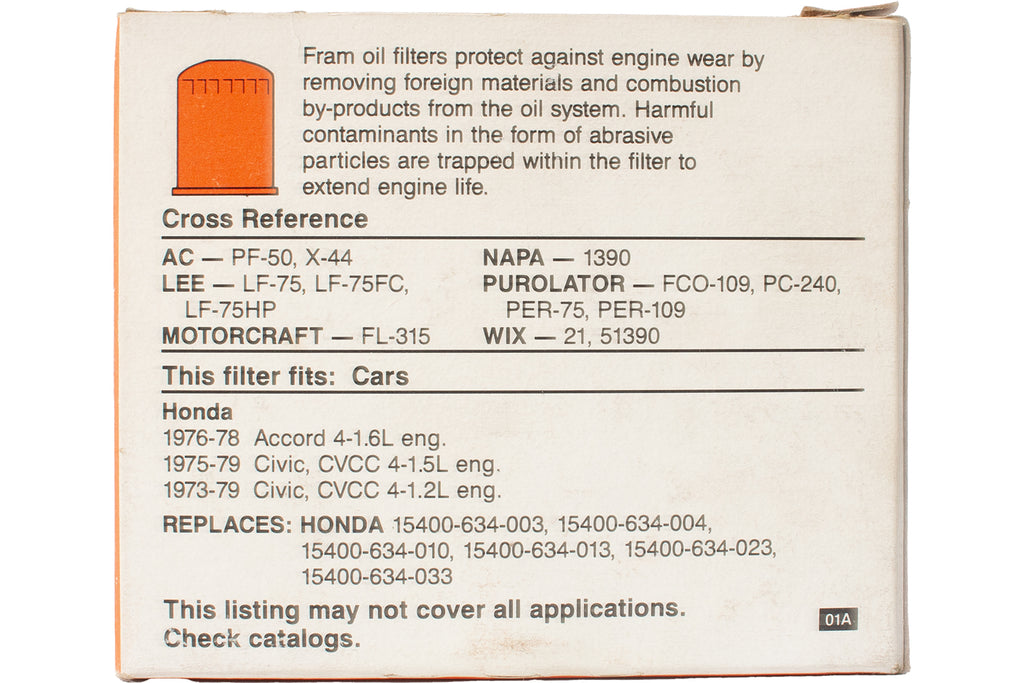 Fram oil filters protect against engine wear by
removing foreign materials and combustion
by-products from the oil system. Harmful
contaminants in the form of abrasive
particles are trapped within the filter to
extend engine life.
Cross Reference
AC — PF-50, X-44
LEE — LF-75, LF-75FC,
LF-75HP
MOTORCRAFT — FL-315
NAPA — 1390
PUROLATOR — FCO-109, PC-240,
PER-75, PER-109
WIX — 21, 51390
This filter fits: Cars
Honda
1976-78 Accord 4-1.6L eng.
1975-79 Civic, CVCC 4-1.5L eng.
1973-79 Civic, CVCC 4-1.2L eng.
REPLACES: HONDA 15400-634-003, 15400-634-004,
15400-634-010, 15400-634-013, 15400-634-023,
15400-634-033
This listing may not cover all applications.
Check catalogs.
01A